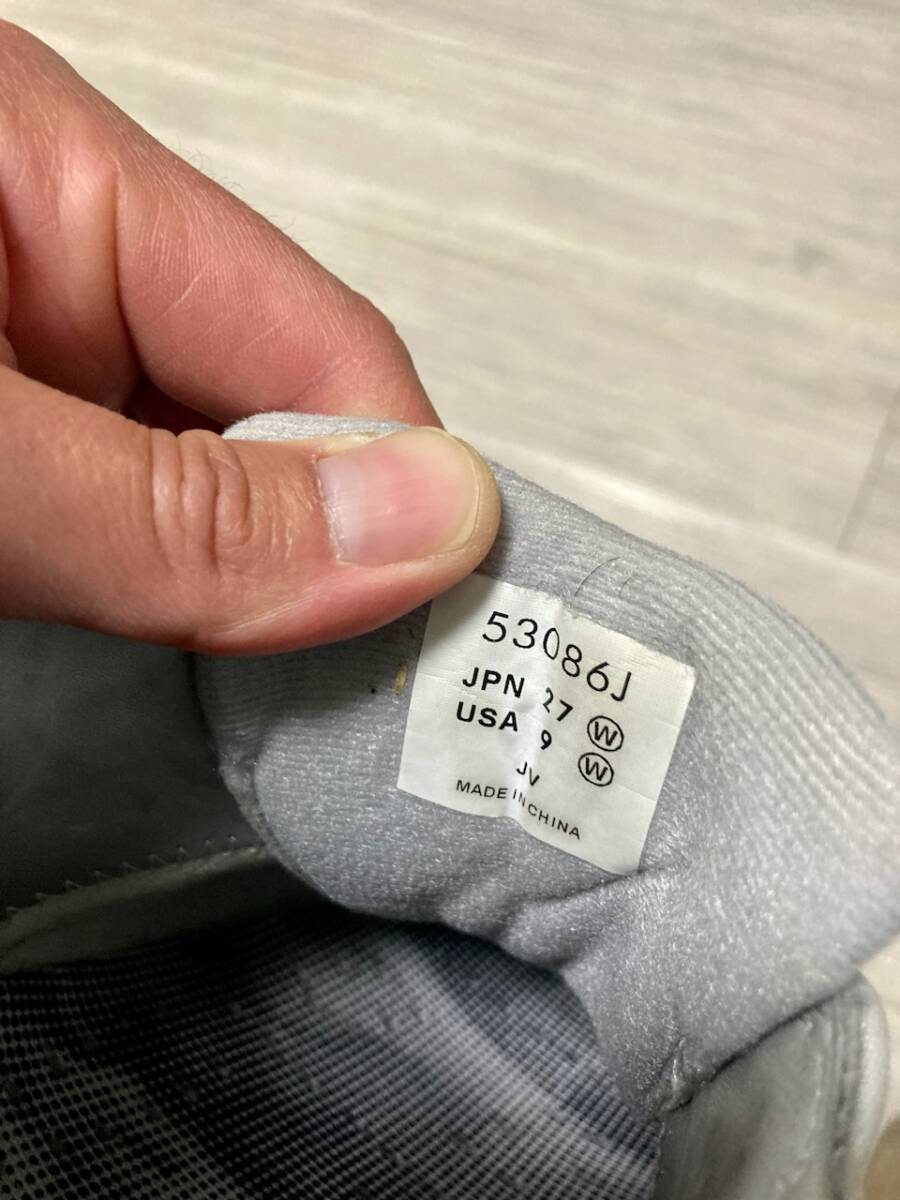 53086J
JPN 27 Ⓦ
USA 9 Ⓦ
JV
MADE IN CHINA